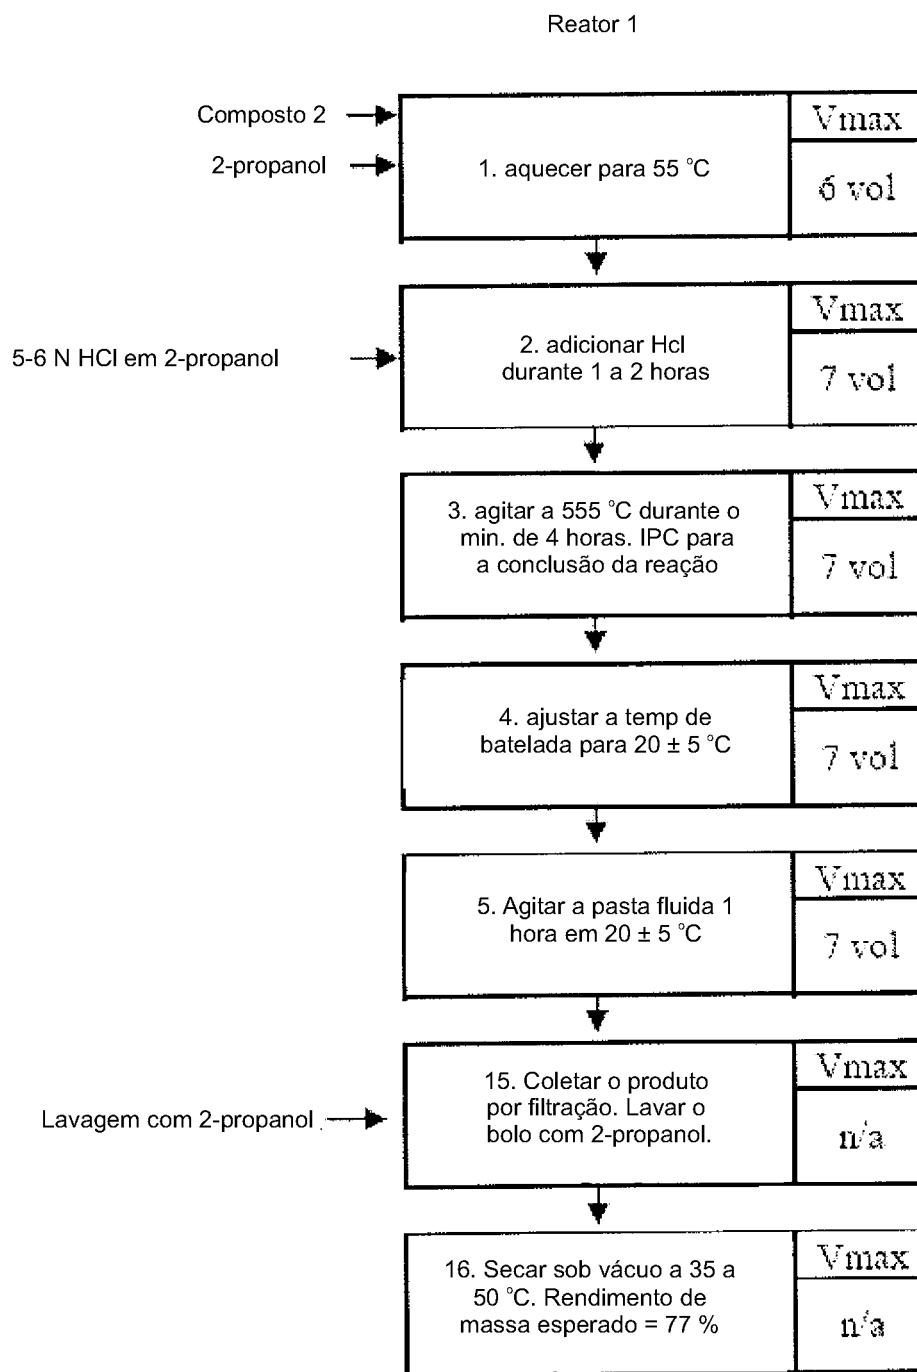 Reator 1
Composto 2
2-propanol
1. aquecer para 55 °C
Vmax
6 vol
5-6 N HCl em 2-propanol
2. adicionar Hcl
durante 1 a 2 horas
Vmax
7 vol
3. agitar a 555 °C durante o
min. de 4 horas. IPC para
a conclusão da reação
Vmax
7 vol
4. ajustar a temp de
batelada para 20 ± 5 °C
Vmax
7 vol
5. Agitar a pasta fluida 1
hora em 20 ± 5 °C
Vmax
7 vol
Lavagem com 2-propanol
15. Coletar o produto
por filtração. Lavar o
bolo com 2-propanol.
Vmax
n/a
16. Secar sob vácuo a 35 a
50 °C. Rendimento de
massa esperado = 77 %
Vmax
n/a